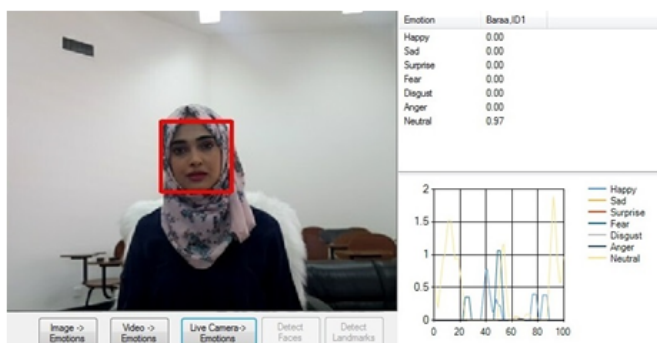 Emotion Baraa.ID1
Happy 0.00
Sad 0.00
Surprise 0.00
Fear 0.00
Disgust 0.00
Anger 0.00
Neutral 0.97
2
1.5
1
0.5
0
0 20 40 60 80 100
Happy
Sad
Surprise
Fear
Disgust
Anger
Neutral
Image -> Video -> Live Camera-> Detect Detect
Emotions Emotions Emotions Faces Landmarks